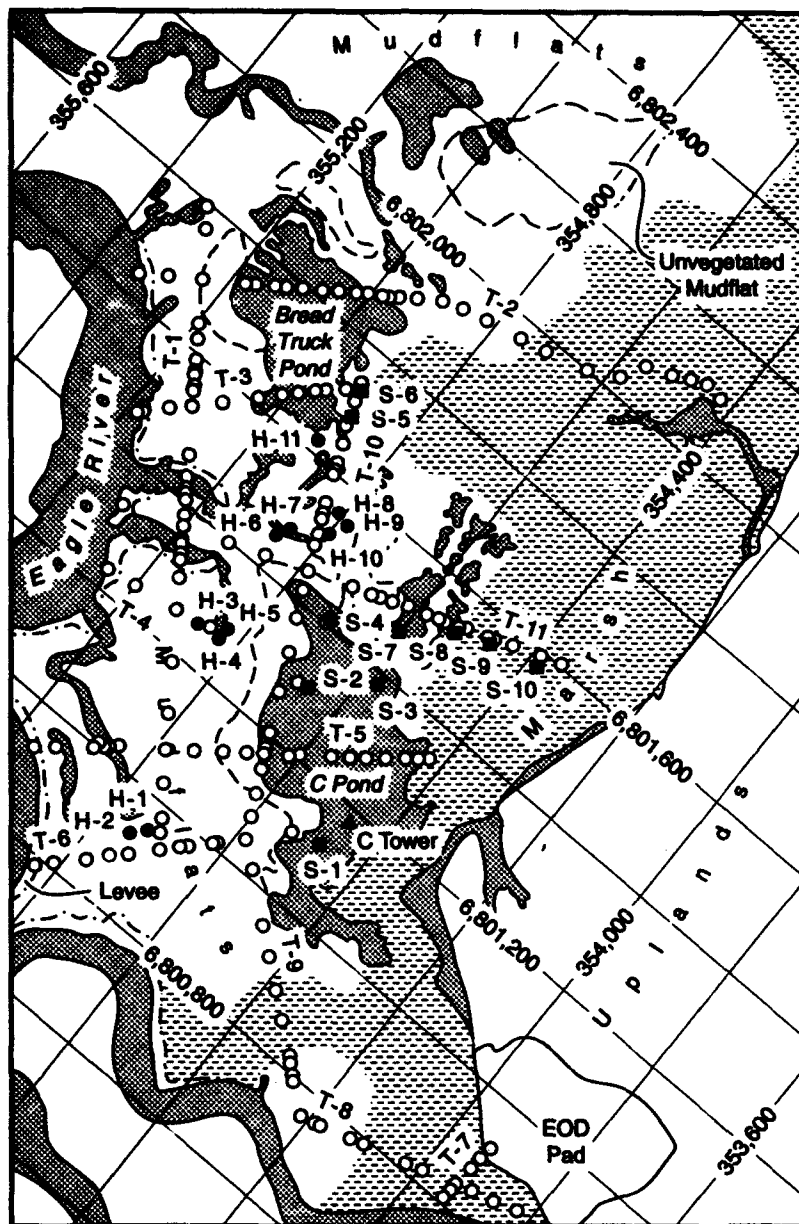 Mudflats
355,600
355,200
6,802,400
6,802,000
354,800
Unvegetated
Mudflat
T-2
Bread
Truck
Pond
T-1
T-3
S-6
S-5
H-11
T-10
354,400
Eagle River
H-7
H-8
H-6
H-9
H-10
T-4
H-3
H-5
H-4
S-4
T-11
S-7
S-8
S-9
S-10
S-2
S-3
Marsh
Mudflats
T-5
6,801,600
C Pond
H-1
H-2
T-6
C Tower
S-1
Levee
Uplands
6,801,200
354,000
T-9
6,800,800
T-8
T-7
EOD
Pad
353,600